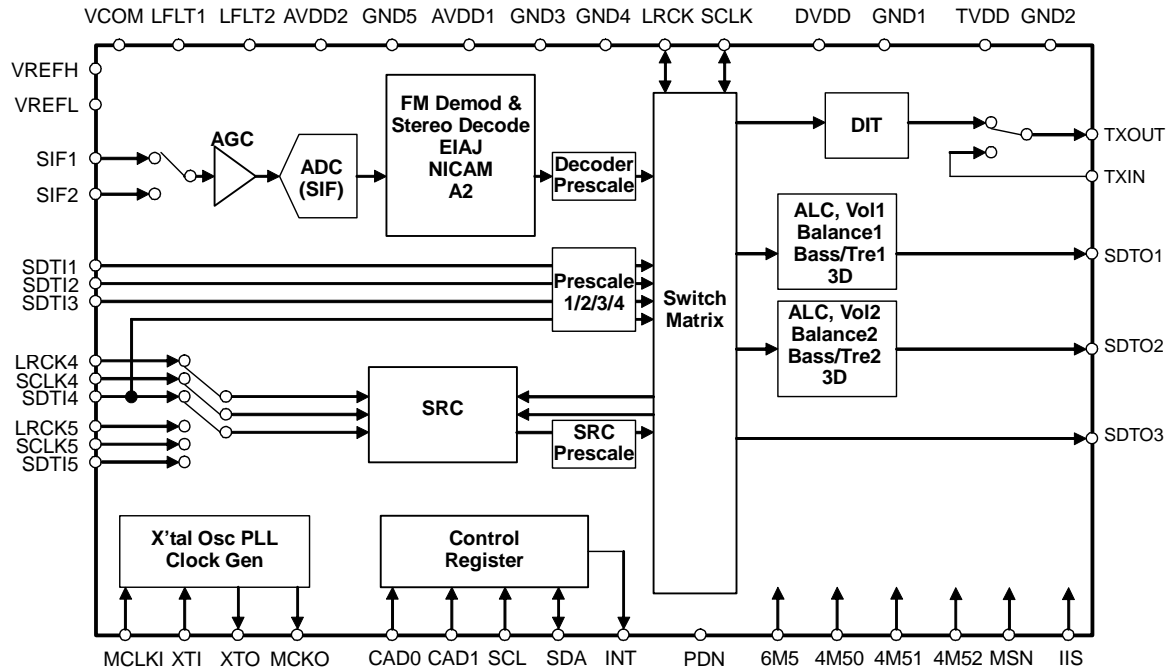 VCOM LFLT1 LFLT2 AVDD2 GND5 AVDD1 GND3 GND4 LRCK SCLK DVDD GND1 TVDD GND2
VREFH
VREFL
SIF1
SIF2
AGC
ADC
(SIF)
FM Demod &
Stereo Decode
EIAJ
NICAM
A2
Decoder
Prescale
DIT
TXOUT
TXIN
SDTI1
SDTI2
SDTI3
Prescale
1/2/3/4
Switch
Matrix
ALC, Vol1
Balance1
Bass/Tre1
3D
SDTO1
ALC, Vol2
Balance2
Bass/Tre2
3D
SDTO2
LRCK4
SCLK4
SDTI4
LRCK5
SCLK5
SDTI5
SRC
SRC
Prescale
SDTO3
X'tal Osc PLL
Clock Gen
Control
Register
MCLKI XTI XTO MCKO CAD0 CAD1 SCL SDA INT PDN 6M5 4M50 4M51 4M52 MSN IIS